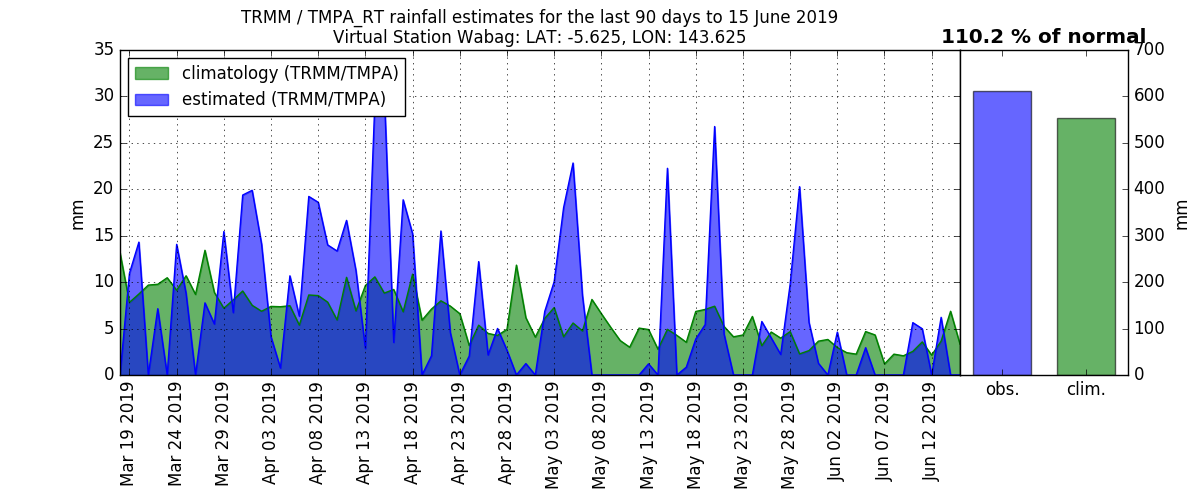 TRMM / TMPA_RT rainfall estimates for the last 90 days to 15 June 2019
Virtual Station Wabag: LAT: -5.625, LON: 143.625
110.2 % of normal
climatology (TRMM/TMPA)
estimated (TRMM/TMPA)
mm
35
30
25
20
15
10
5
0
Mar 19 2019
Mar 24 2019
Mar 29 2019
Apr 03 2019
Apr 08 2019
Apr 13 2019
Apr 18 2019
Apr 23 2019
Apr 28 2019
May 03 2019
May 08 2019
May 13 2019
May 18 2019
May 23 2019
May 28 2019
Jun 02 2019
Jun 07 2019
Jun 12 2019
700
600
500
400
300
200
100
0
mm
obs.
clim.